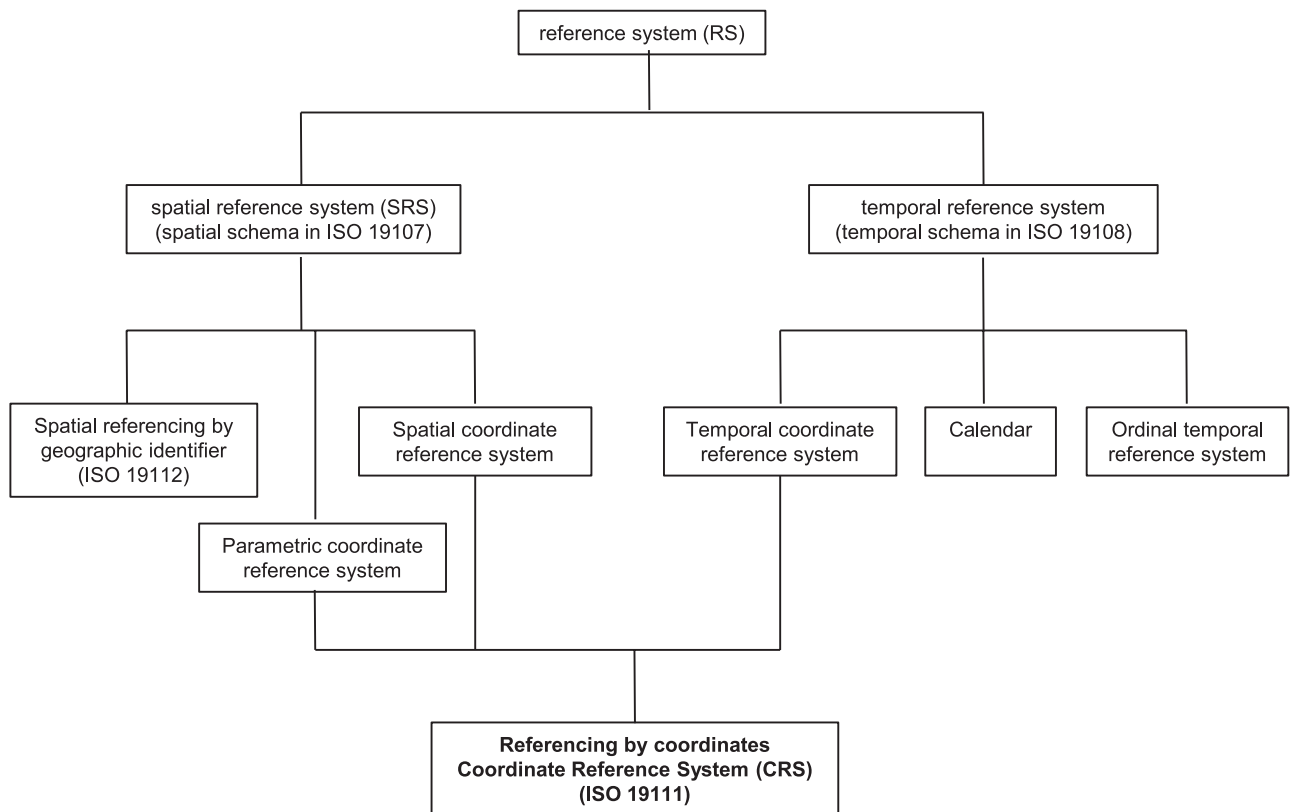 reference system (RS)
spatial reference system (SRS)
(spatial schema in ISO 19107)
temporal reference system
(temporal schema in ISO 19108)
Spatial referencing by
geographic identifier
(ISO 19112)
Spatial coordinate
reference system
Temporal coordinate
reference system
Calendar
Ordinal temporal
reference system
Parametric coordinate
reference system
Referencing by coordinates
Coordinate Reference System (CRS)
(ISO 19111)